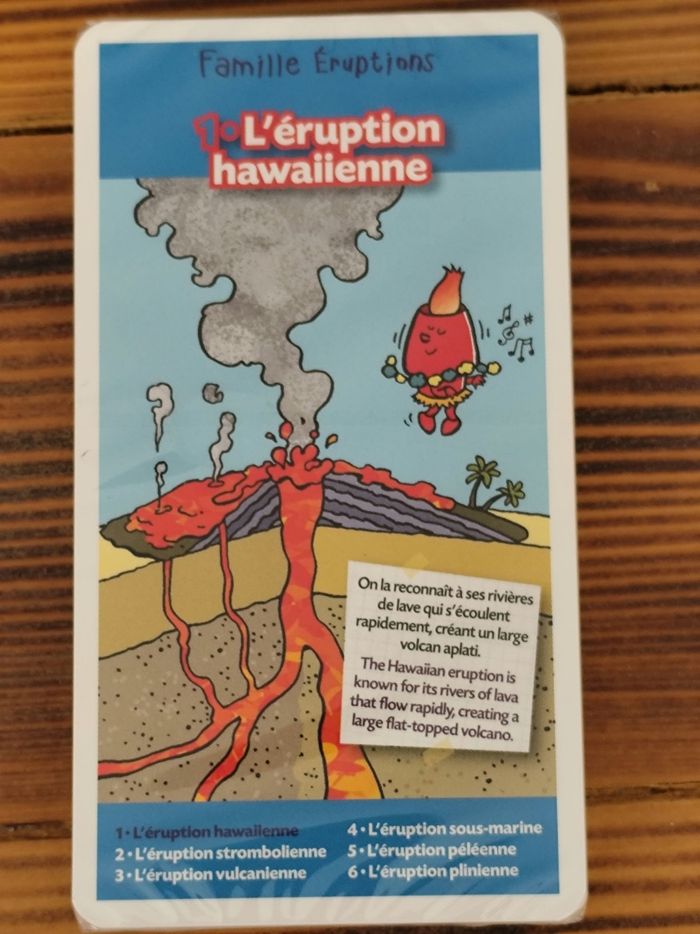 Famille Éruptions
1• L'éruption
hawaiienne
On la reconnaît à ses rivières
de lave qui s'écoulent
rapidement, créant un large
volcan aplati.
The Hawaiian eruption is
known for its rivers of lava
that flow rapidly, creating a
large flat-topped volcano.
1 • L'éruption hawaiienne
2 • L'éruption strombolienne
3 • L'éruption vulcanienne
4 • L'éruption sous-marine
5 • L'éruption péléenne
6 • L'éruption plinienne